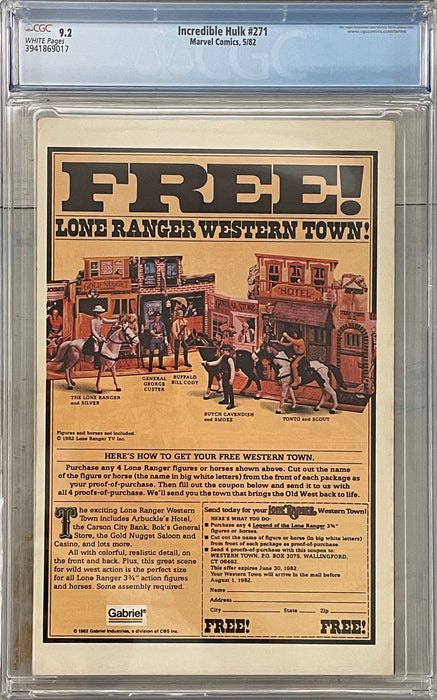 CGC 9.2
WHITE Pages
3941869017
Incredible Hulk #271
Marvel Comics, 5/82
www.cgccomics.com/terms
CGC
FREE!
LONE RANGER WESTERN TOWN!
GOLD NUGGET
GENERAL STORE
HOTEL
THE LONE RANGER
and SILVER
GENERAL
GEORGE
CUSTER
BUFFALO
BILL CODY
BUTCH CAVENDISH
and SMOKE
TONTO and SCOUT
Figures and horses not included.
© 1982 Lone Ranger TV Inc.
HERE'S HOW TO GET YOUR FREE WESTERN TOWN.
Purchase any 4 Lone Ranger figures or horses shown above. Cut out the name
of the figure or horse (the name in big white letters) from the front of each package as
your proof-of-purchase. Then fill out the coupon below and send it to us with
all 4 proofs-of-purchase. We'll send you the town that brings the Old West back to life.
The exciting Lone Ranger Western
Town includes Arbuckle's Hotel,
the Carson City Bank, Bok's General
Store, the Gold Nugget Saloon and
Casino, and lots more.
All with colorful, realistic detail, on
the front and back. Plus, this great scene
for wild west action is the perfect size
for all Lone Ranger 3¾" action figures
and horses. Some assembly required.
Gabriel®
© 1982 Gabriel Industries, a division of CBS Inc.
Send today for your Lone Ranger Western Town!
HERE'S WHAT YOU DO:
Purchase any 4 Legend of the Lone Ranger 3¾"
figures or horses.
Cut out name of figure or horse (in big white letters)
from front of each package as proof-of-purchase
Send 4 proofs-of-purchase with this coupon to:
WESTERN TOWN, P.O. BOX 3075, WALLINGFORD,
CT 06492.
This offer expires June 30, 1982.
Your Western Town will arrive in the mail before
August 1, 1982.
Name
Address
City State Zip
FREE! FREE!